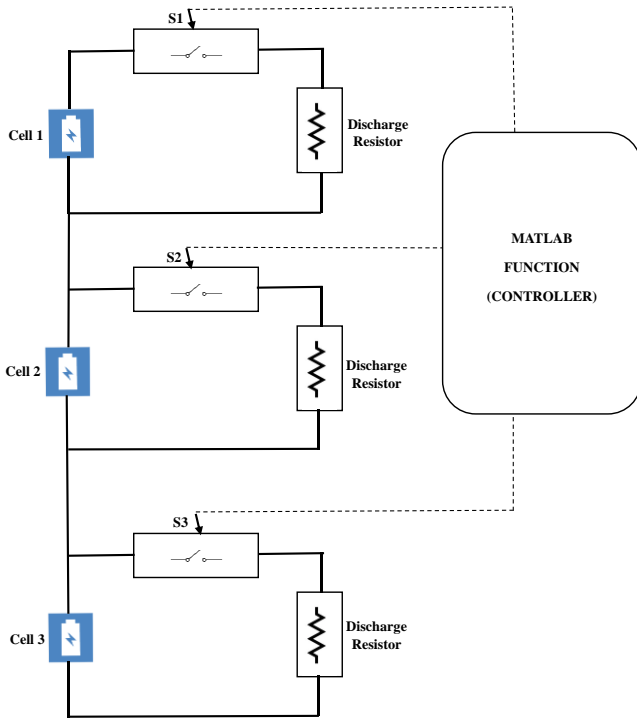 S1
Cell 1
Discharge
Resistor
MATLAB
FUNCTION
(CONTROLLER)
S2
Cell 2
Discharge
Resistor
S3
Cell 3
Discharge
Resistor